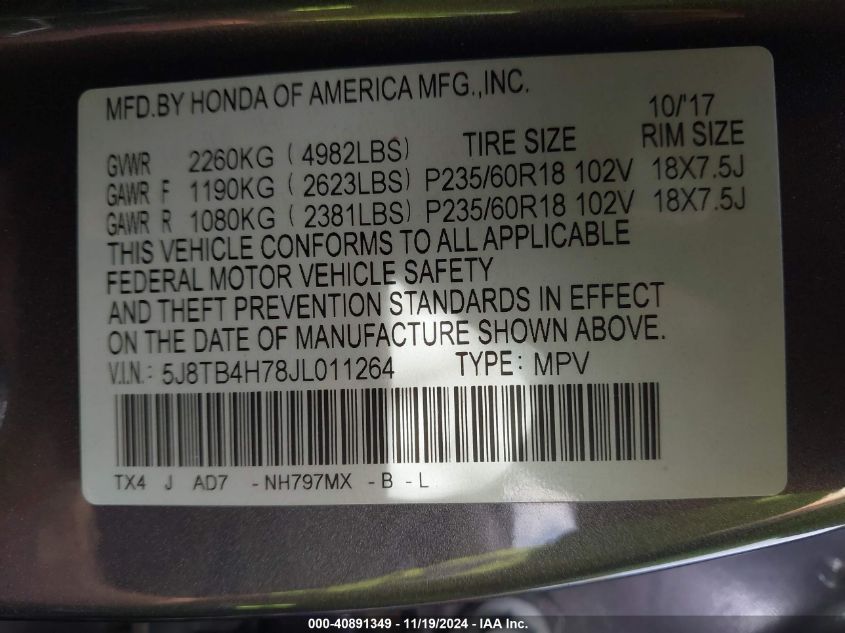 MFD.BY HONDA OF AMERICA MFG.,INC.
10/'17
TIRE SIZE RIM SIZE
GVWR 2260KG ( 4982LBS)
GAWR F 1190KG ( 2623LBS) P235/60R18 102V 18X7.5J
GAWR R 1080KG ( 2381LBS) P235/60R18 102V 18X7.5J
THIS VEHICLE CONFORMS TO ALL APPLICABLE
FEDERAL MOTOR VEHICLE SAFETY
AND THEFT PREVENTION STANDARDS IN EFFECT
ON THE DATE OF MANUFACTURE SHOWN ABOVE.
V.I.N.: 5J8TB4H78JL011264 TYPE: MPV
TX4 J AD7 -NH797MX -B -L
000-40891349 - 11/19/2024 - IAA Inc.